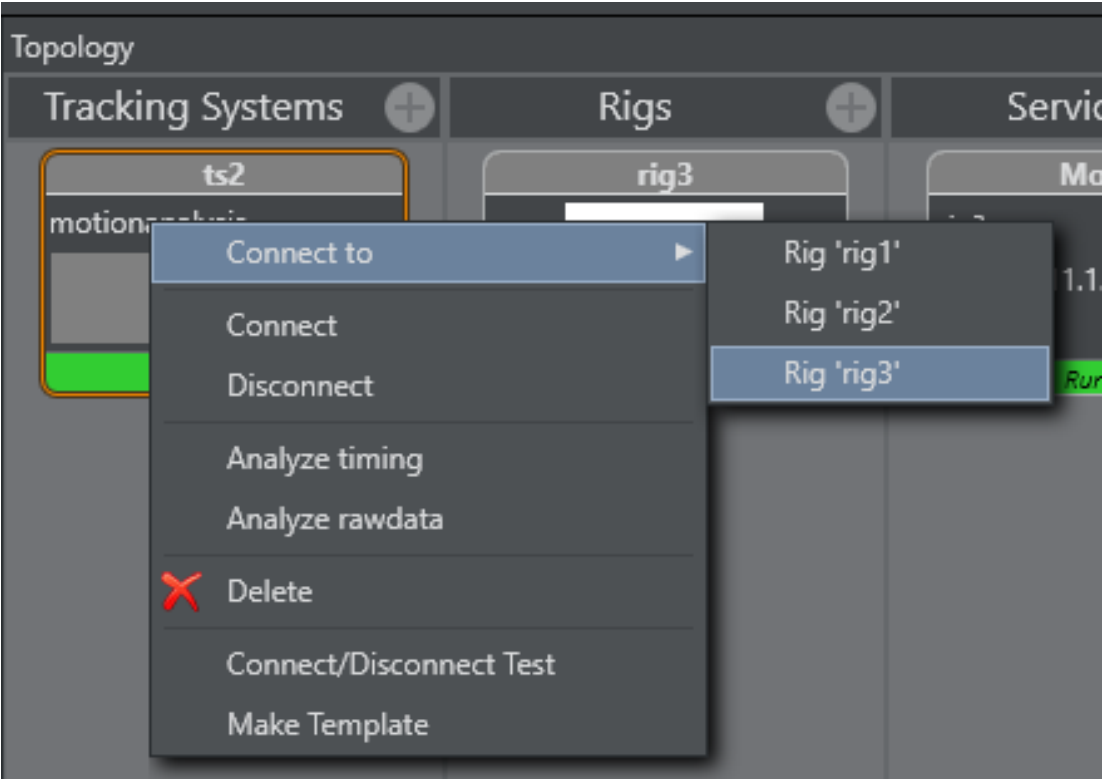 Topology
Tracking Systems
Rigs
ts2
rig3
Connect to
Rig 'rig1'
Connect
Rig 'rig2'
Disconnect
Rig 'rig3'
Analyze timing
Analyze rawdata
Delete
Connect/Disconnect Test
Make Template